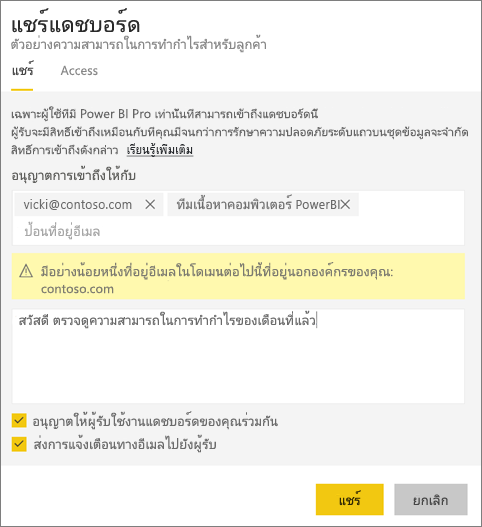 แชร์แดชบอร์ด
ตัวอย่างความสามารถในการทำกำไรสำหรับลูกค้า
แชร์ Access
เฉพาะผู้ใช้ที่มี Power BI Pro เท่านั้นที่สามารถเข้าถึงแดชบอร์ดนี้
ผู้รับจะมีสิทธิ์เข้าถึงเหมือนกับที่คุณมีจนกว่าการรักษาความปลอดภัยระดับแถวบนชุดข้อมูลจะจำกัด
สิทธิการเข้าถึงดังกล่าว เรียนรู้เพิ่มเติม
อนุญาตการเข้าถึงให้กับ
vicki@contoso.com ทีมเนื้อหาคอมพิวเตอร์ PowerBI
ป้อนที่อยู่อีเมล
มีอย่างน้อยหนึ่งที่อยู่อีเมลในโดเมนต่อไปนี้ที่อยู่นอกองค์กรของคุณ:
contoso.com
สวัสดี ตรวจดูความสามารถในการทำกำไรของเดือนที่แล้ว
อนุญาตให้ผู้รับใช้งานแดชบอร์ดของคุณร่วมกัน
ส่งการแจ้งเตือนทางอีเมลไปยังผู้รับ
แชร์ ยกเลิก